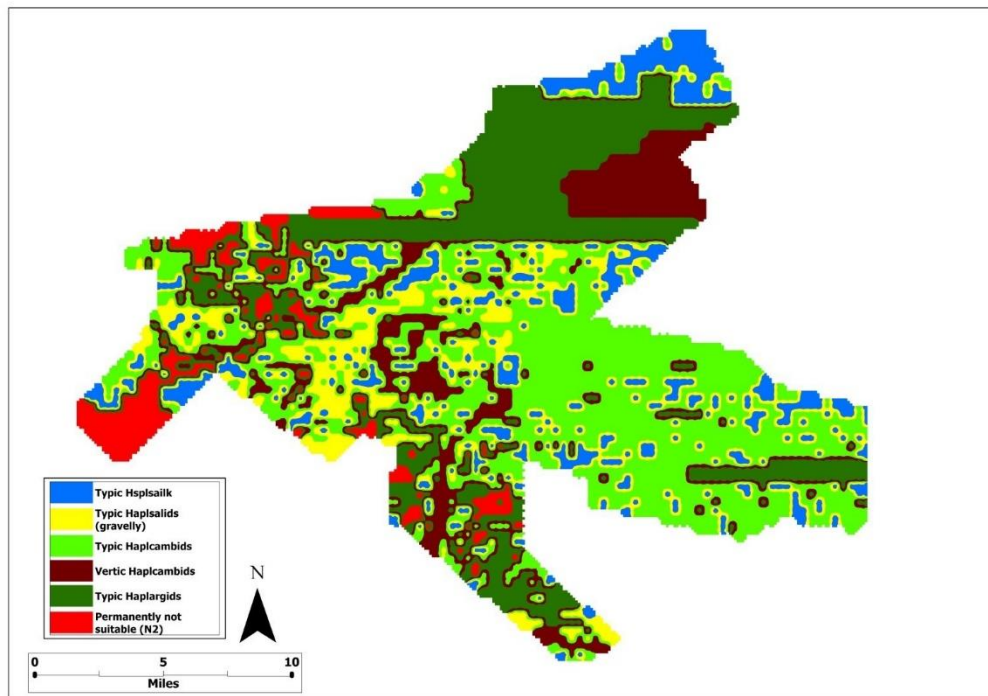 Typic Hsplsailk
Typic Haplsalids
(gravelly)
Typic Haplcambids
Vertic Haplcambids
Typic Haplargids
Permanently not
suitable (N2)
N
0 5 10
Miles